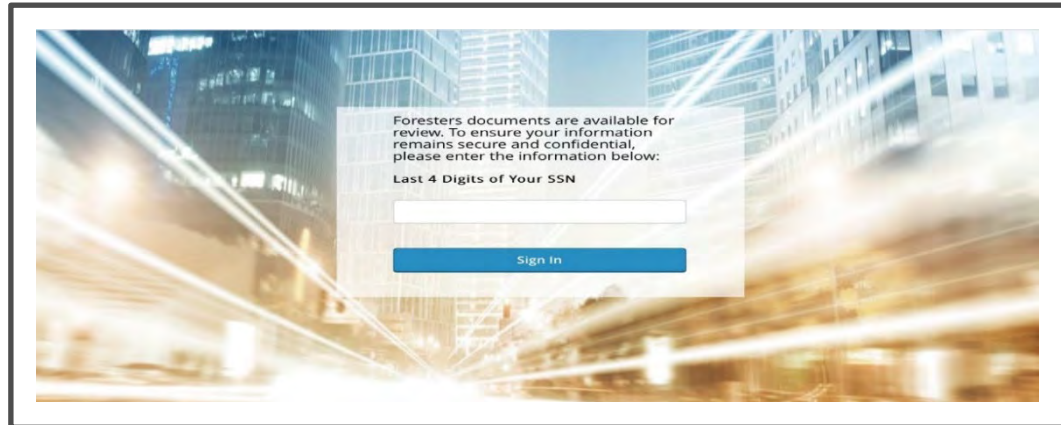 Foresters documents are available for
review. To ensure your information
remains secure and confidential,
please enter the information below:
Last 4 Digits of Your SSN
Sign In